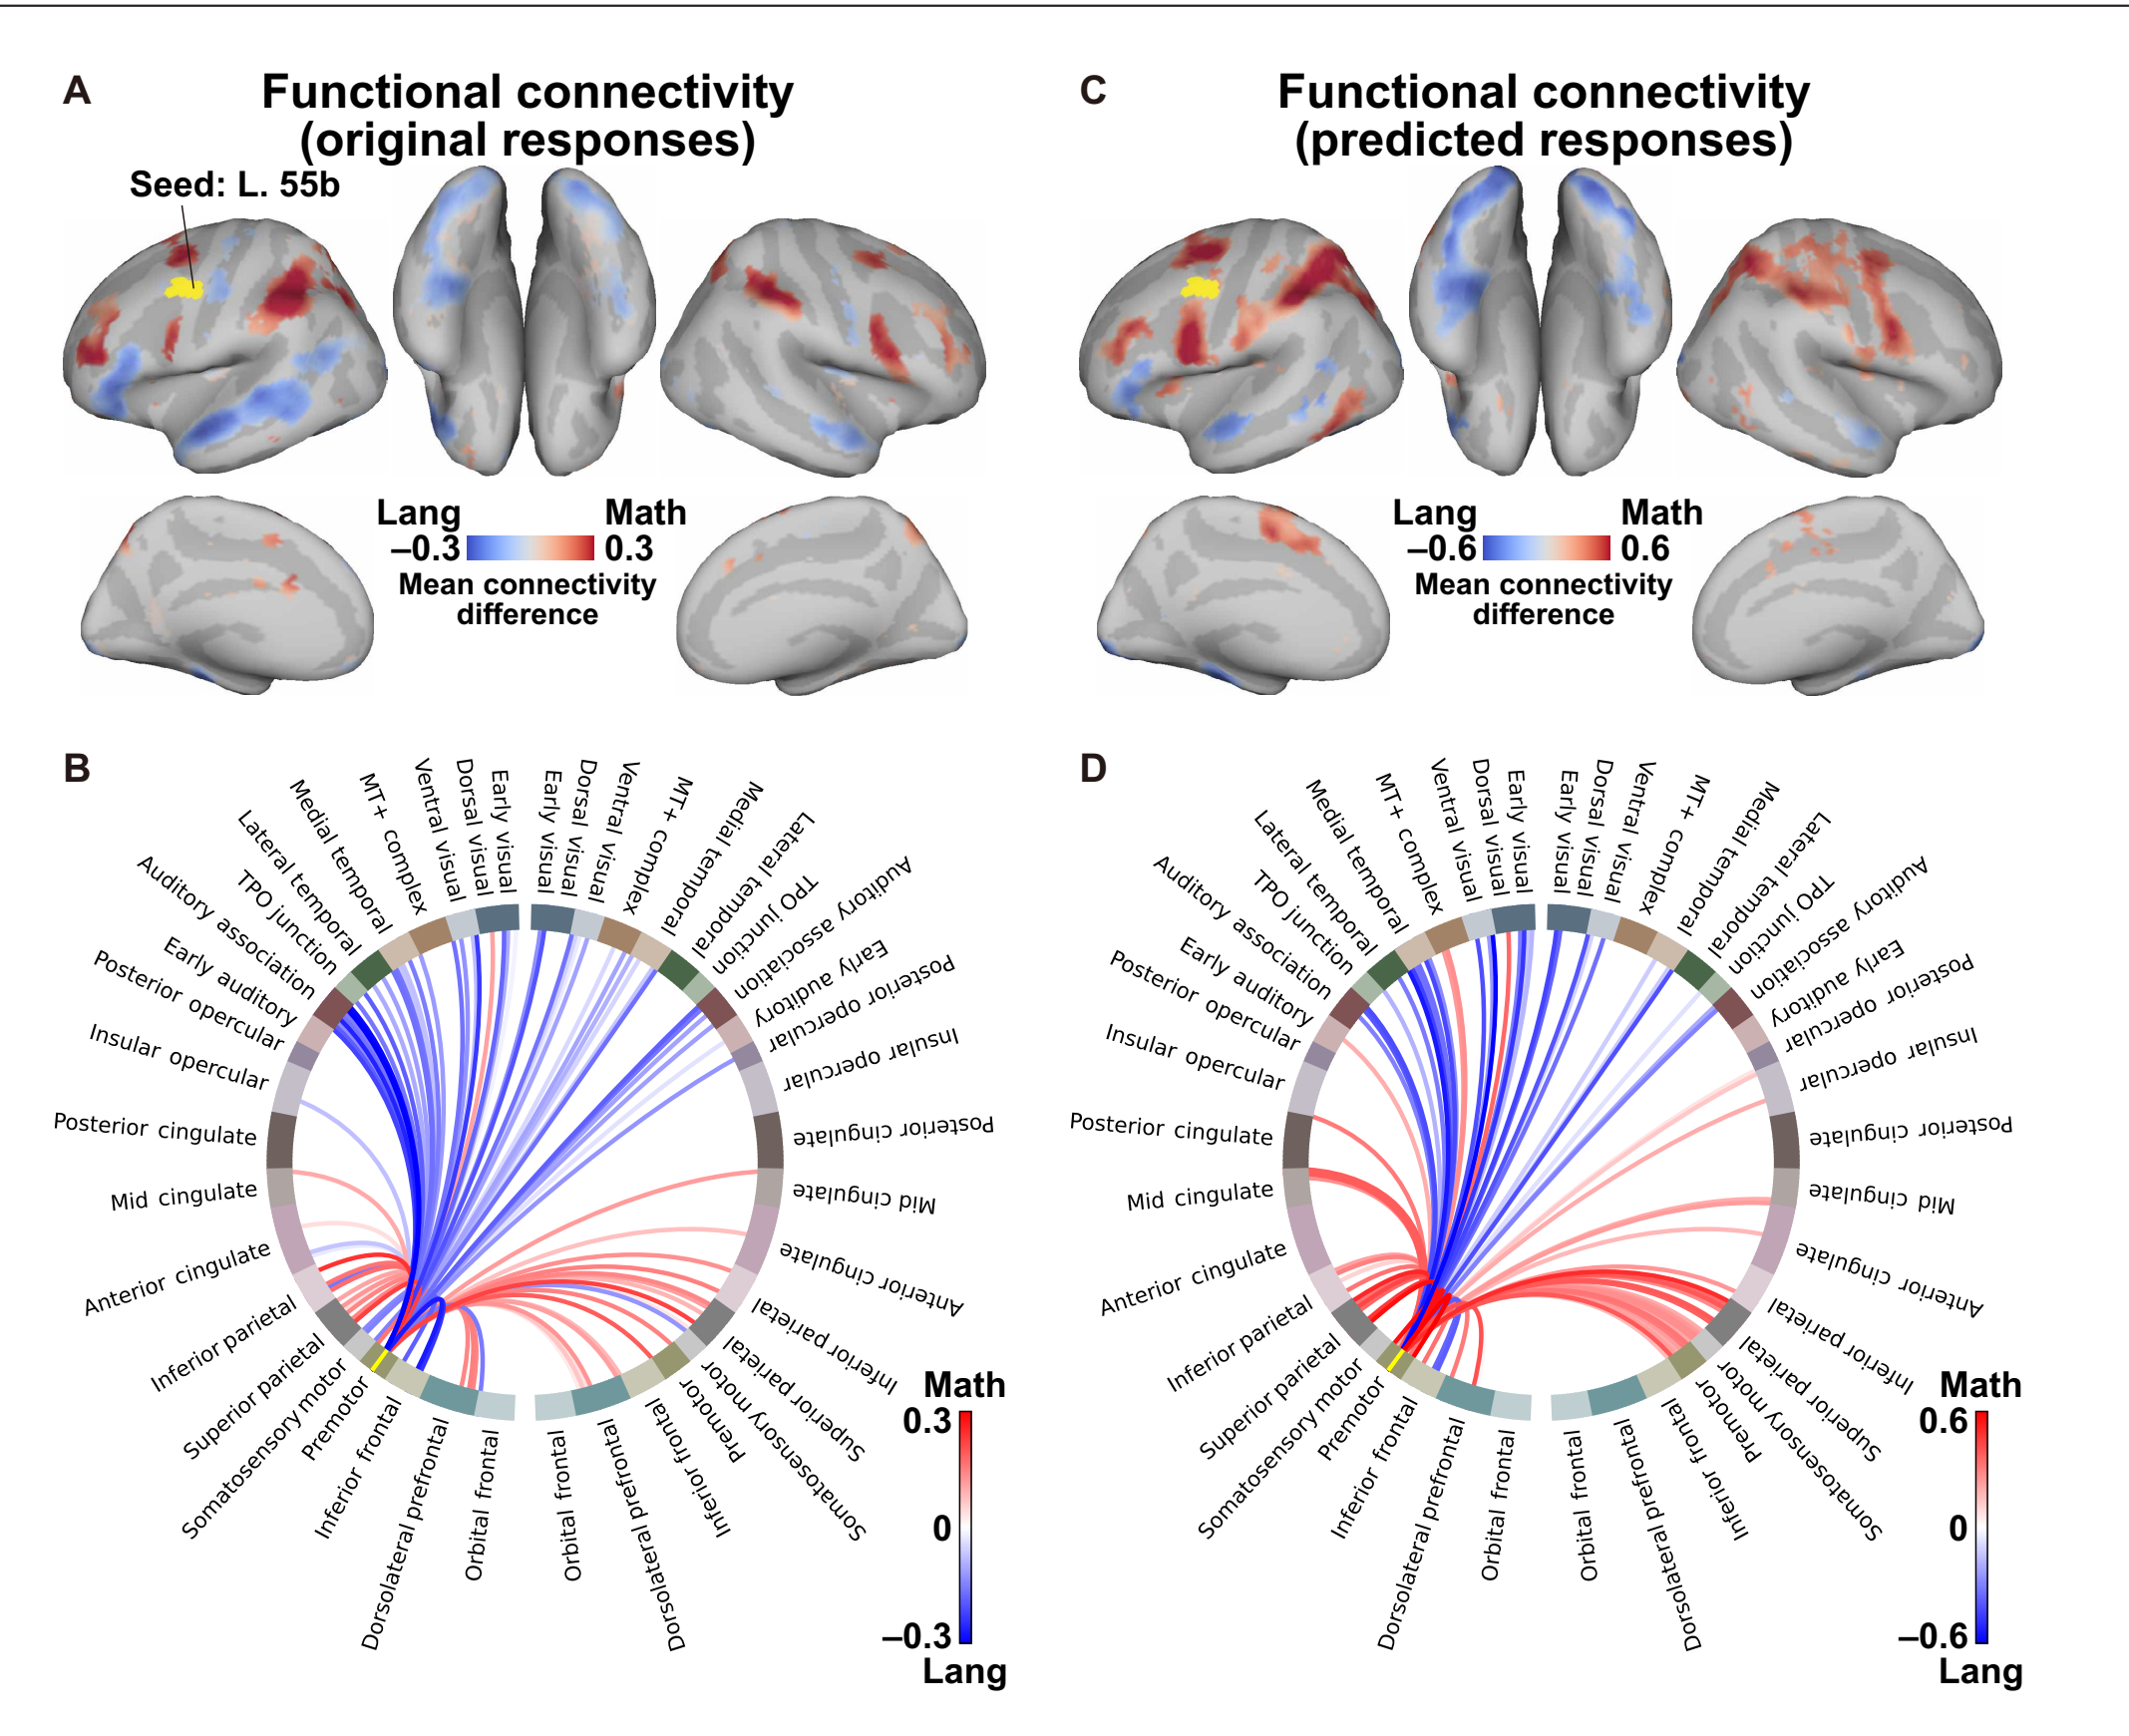 A
Functional connectivity
(original responses)
Seed: L. 55b
Lang
Math
–0.3
0.3
Mean connectivity
difference
C
Functional connectivity
(predicted responses)
Lang
Math
–0.6
0.6
Mean connectivity
difference
B
Early visual
Dorsal visual
Ventral visual
MT+ complex
Medial temporal
Lateral temporal
TPO junction
Auditory association
Early auditory
Posterior opercular
Insular opercular
Posterior cingulate
Mid cingulate
Anterior cingulate
Inferior parietal
Superior parietal
Somatosensory motor
Premotor
Inferior frontal
Dorsolateral prefrontal
Orbital frontal
Early visual
Dorsal visual
Ventral visual
MT+ complex
Medial temporal
Lateral temporal
TPO junction
Auditory association
Early auditory
Posterior opercular
Insular opercular
Posterior cingulate
Mid cingulate
Anterior cingulate
Inferior parietal
Superior parietal
Somatosensory motor
Premotor
Inferior frontal
Dorsolateral prefrontal
Orbital frontal
Math
0.3
0
–0.3
Lang
D
Early visual
Dorsal visual
Ventral visual
MT+ complex
Medial temporal
Lateral temporal
TPO junction
Auditory association
Early auditory
Posterior opercular
Insular opercular
Posterior cingulate
Mid cingulate
Anterior cingulate
Inferior parietal
Superior parietal
Somatosensory motor
Premotor
Inferior frontal
Dorsolateral prefrontal
Orbital frontal
Early visual
Dorsal visual
Ventral visual
MT+ complex
Medial temporal
Lateral temporal
TPO junction
Auditory association
Early auditory
Posterior opercular
Insular opercular
Posterior cingulate
Mid cingulate
Anterior cingulate
Inferior parietal
Superior parietal
Somatosensory motor
Premotor
Inferior frontal
Dorsolateral prefrontal
Orbital frontal
Math
0.6
0
–0.6
Lang